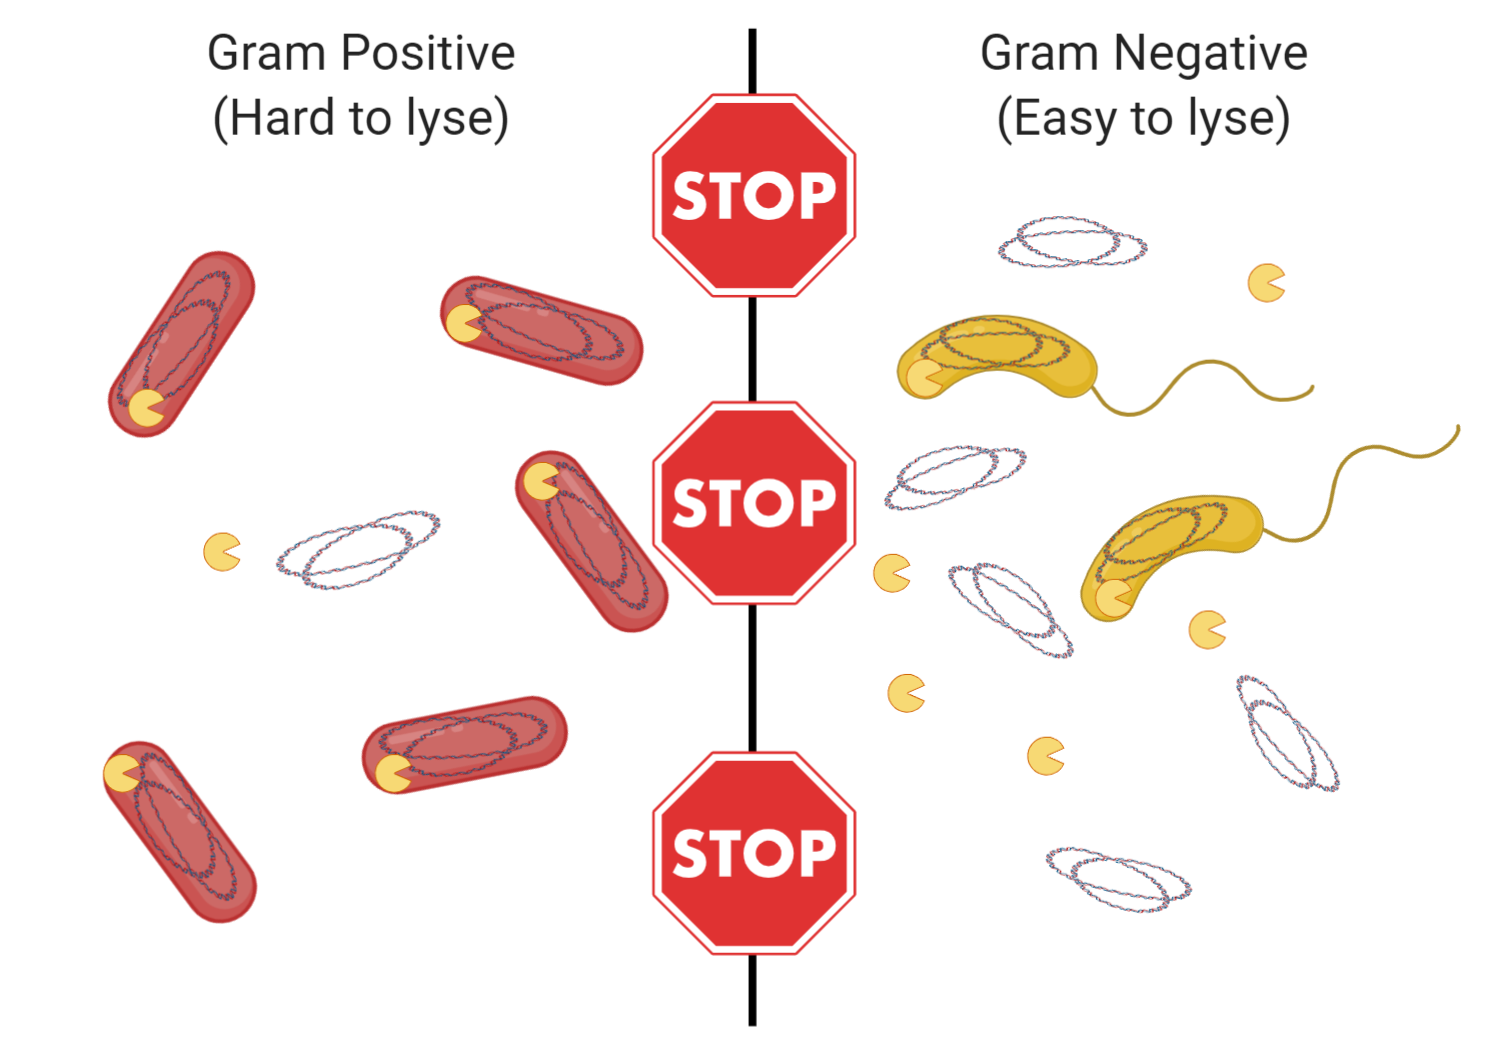 Gram Positive
(Hard to lyse)
Gram Negative
(Easy to lyse)
STOP
STOP
STOP